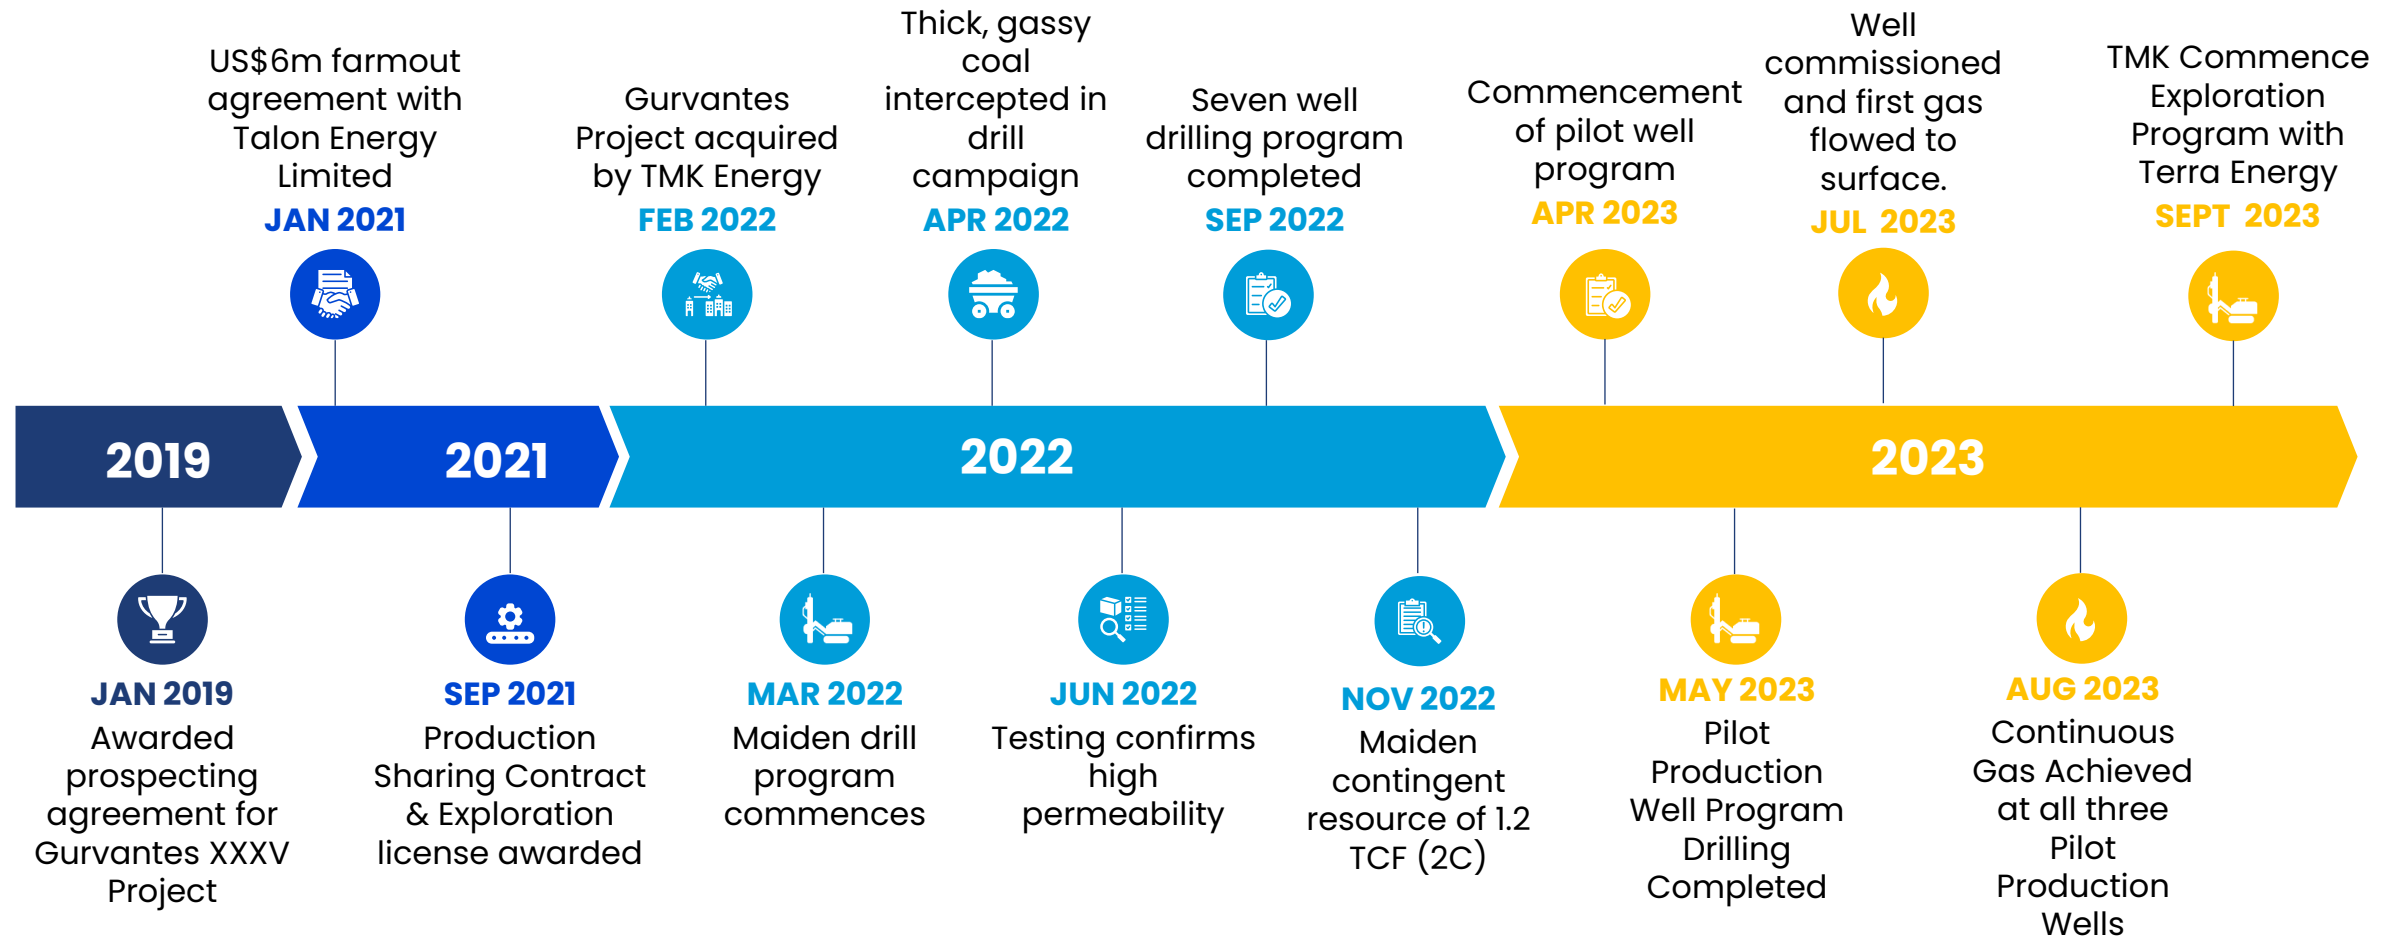 US$6m farmout
agreement with
Talon Energy
Limited
JAN 2021
Gurvantes
Project acquired
by TMK Energy
FEB 2022
Thick, gassy
coal
intercepted in
drill
campaign
APR 2022
Seven well
drilling program
completed
SEP 2022
Commencement
of pilot well
program
APR 2023
Well
commissioned
and first gas
flowed to
surface.
JUL 2023
TMK Commence
Exploration
Program with
Terra Energy
SEPT 2023
2019
2021
2022
2023
JAN 2019
Awarded
prospecting
agreement for
Gurvantes XXXV
Project
SEP 2021
Production
Sharing Contract
& Exploration
license awarded
MAR 2022
Maiden drill
program
commences
JUN 2022
Testing confirms
high
permeability
NOV 2022
Maiden
contingent
resource of 1.2
TCF (2C)
MAY 2023
Pilot
Production
Well Program
Drilling
Completed
AUG 2023
Continuous
Gas Achieved
at all three
Pilot
Production
Wells